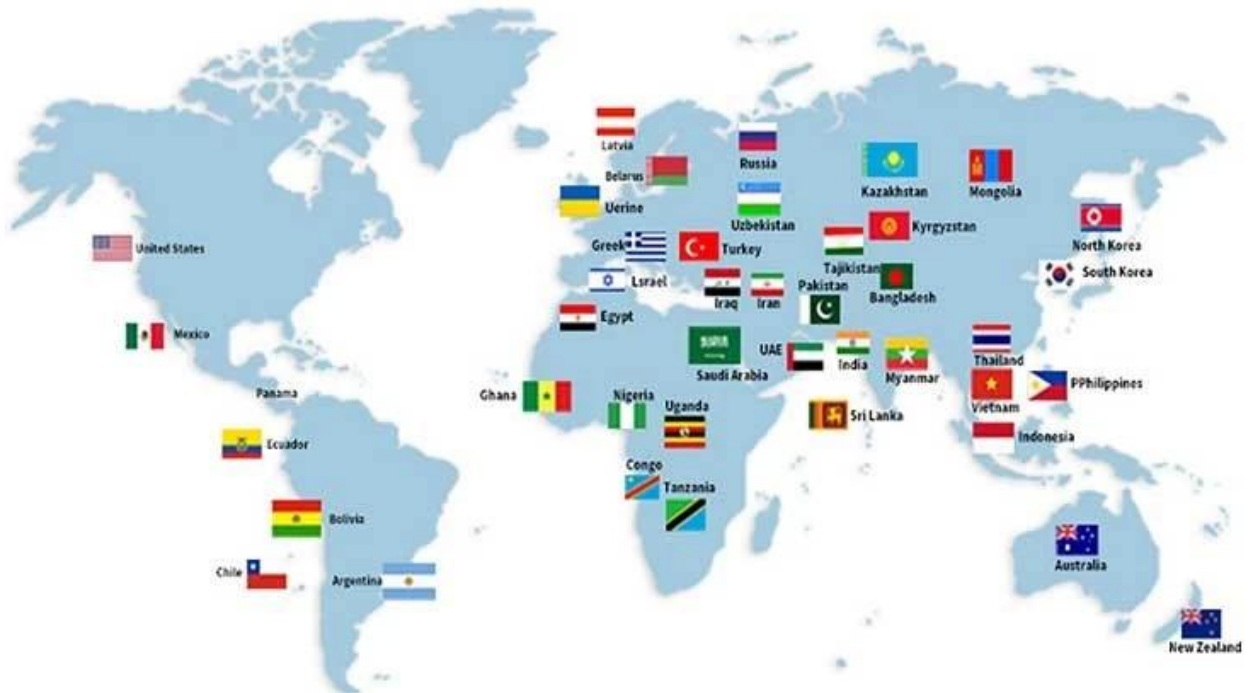 Latvia
Russia
Belarus
Kazakhstan
Mongolia
Uerine
Uzbekistan
Kyrgyzstan
United States
Greek
Turkey
Tajikistan
North Korea
Lsrael
Iraq
Iran
Pakistan
Bangladesh
South Korea
Egypt
Mexico
UAE
India
Thailand
Saudi Arabia
Myanmar
Panama
Ghana
Nigeria
Uganda
Vietnam
PPhilippines
Sri Lanka
Ecuador
Indonesia
Congo
Tanzania
Bolivia
Chile
Argentina
Australia
New Zealand